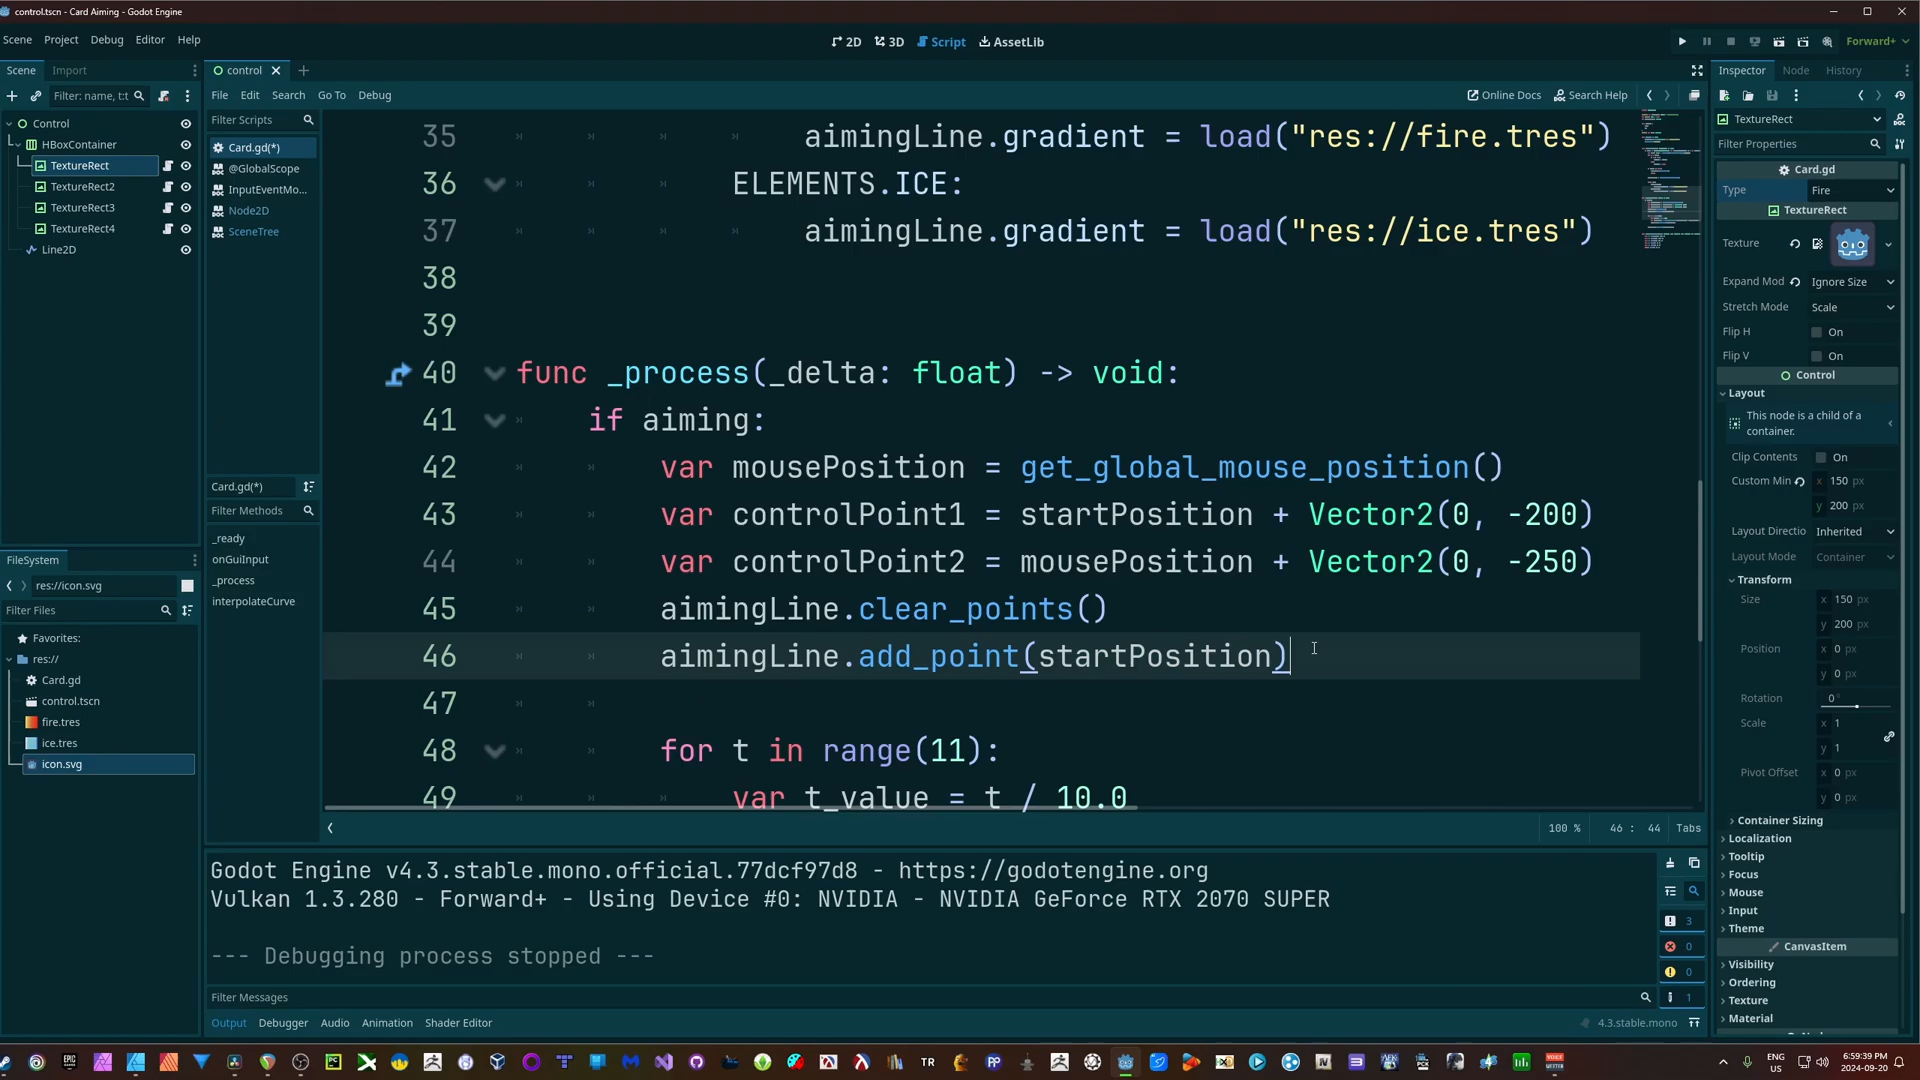 control.tscn - Card Aiming - Godot Engine
Scene Project Debug Editor Help
2D 3D Script AssetLib
Forward+
Scene Import
Filter: name, t:t
Control
HBoxContainer
TextureRect
TextureRect2
TextureRect3
TextureRect4
Line2D
FileSystem
res://icon.svg
Filter Files
Favorites:
res://
Card.gd
control.tscn
fire.tres
ice.tres
icon.svg
control
File Edit Search Go To Debug
Online Docs Search Help
Filter Scripts
Card.gd(*)
@GlobalScope
InputEventMo...
Node2D
SceneTree
Card.gd(*)
Filter Methods
_ready
onGuiInput
_process
interpolateCurve
35 aimingLine.gradient = load("res://fire.tres")
36 ELEMENTS.ICE:
37 aimingLine.gradient = load("res://ice.tres")
38
39
40 func _process(_delta: float) -> void:
41 if aiming:
42 var mousePosition = get_global_mouse_position()
43 var controlPoint1 = startPosition + Vector2(0, -200)
44 var controlPoint2 = mousePosition + Vector2(0, -250)
45 aimingLine.clear_points()
46 aimingLine.add_point(startPosition)
47
48 for t in range(11):
49 var t_value = t / 10.0
100 % 46 : 44 Tabs
Godot Engine v4.3.stable.mono.official.77dcf97d8 - https://godotengine.org
Vulkan 1.3.280 - Forward+ - Using Device #0: NVIDIA - NVIDIA GeForce RTX 2070 SUPER
--- Debugging process stopped ---
3
0
0
1
Filter Messages
Output Debugger Audio Animation Shader Editor
4.3.stable.mono
Inspector Node History
TextureRect
Filter Properties
Card.gd
Type Fire
TextureRect
Texture
Expand Mod Ignore Size
Stretch Mode Scale
Flip H On
Flip V On
Control
Layout
This node is a child of a
container.
Clip Contents On
Custom Min x 150 px
y 200 px
Layout Directio Inherited
Layout Mode Container
Transform
Size x 150 px
y 200 px
Position x 0 px
y 0 px
Rotation 0 °
Scale x 1
y 1
Pivot Offset x 0 px
y 0 px
Container Sizing
Localization
Tooltip
Focus
Mouse
Input
Theme
CanvasItem
Visibility
Ordering
Texture
Material
TR
ENG
US
6:59:39 PM
2024-09-20